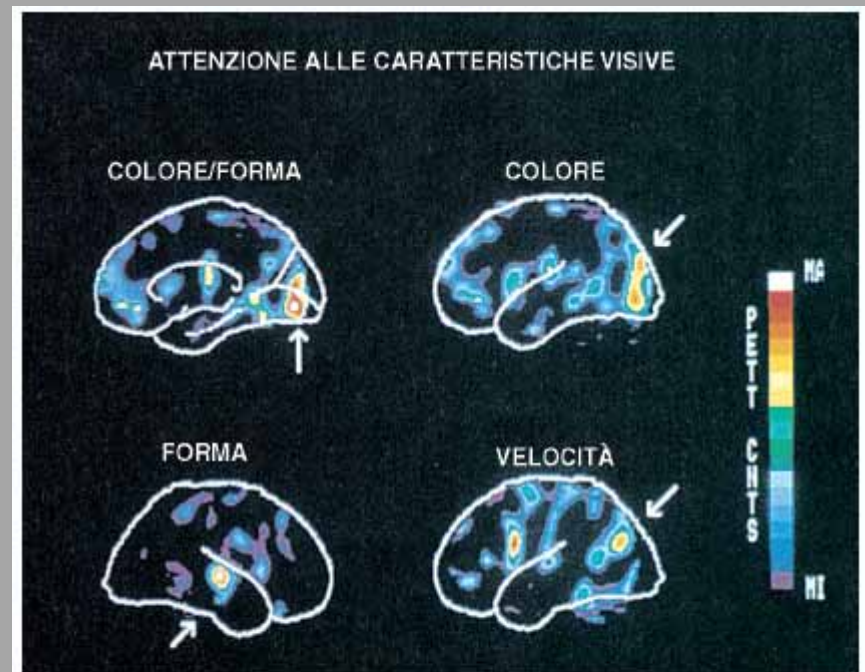 ATTENZIONE ALLE CARATTERISTICHE VISIVE
COLORE/FORMA
COLORE
FORMA
VELOCITÀ
MA
PETT CNTS
MI